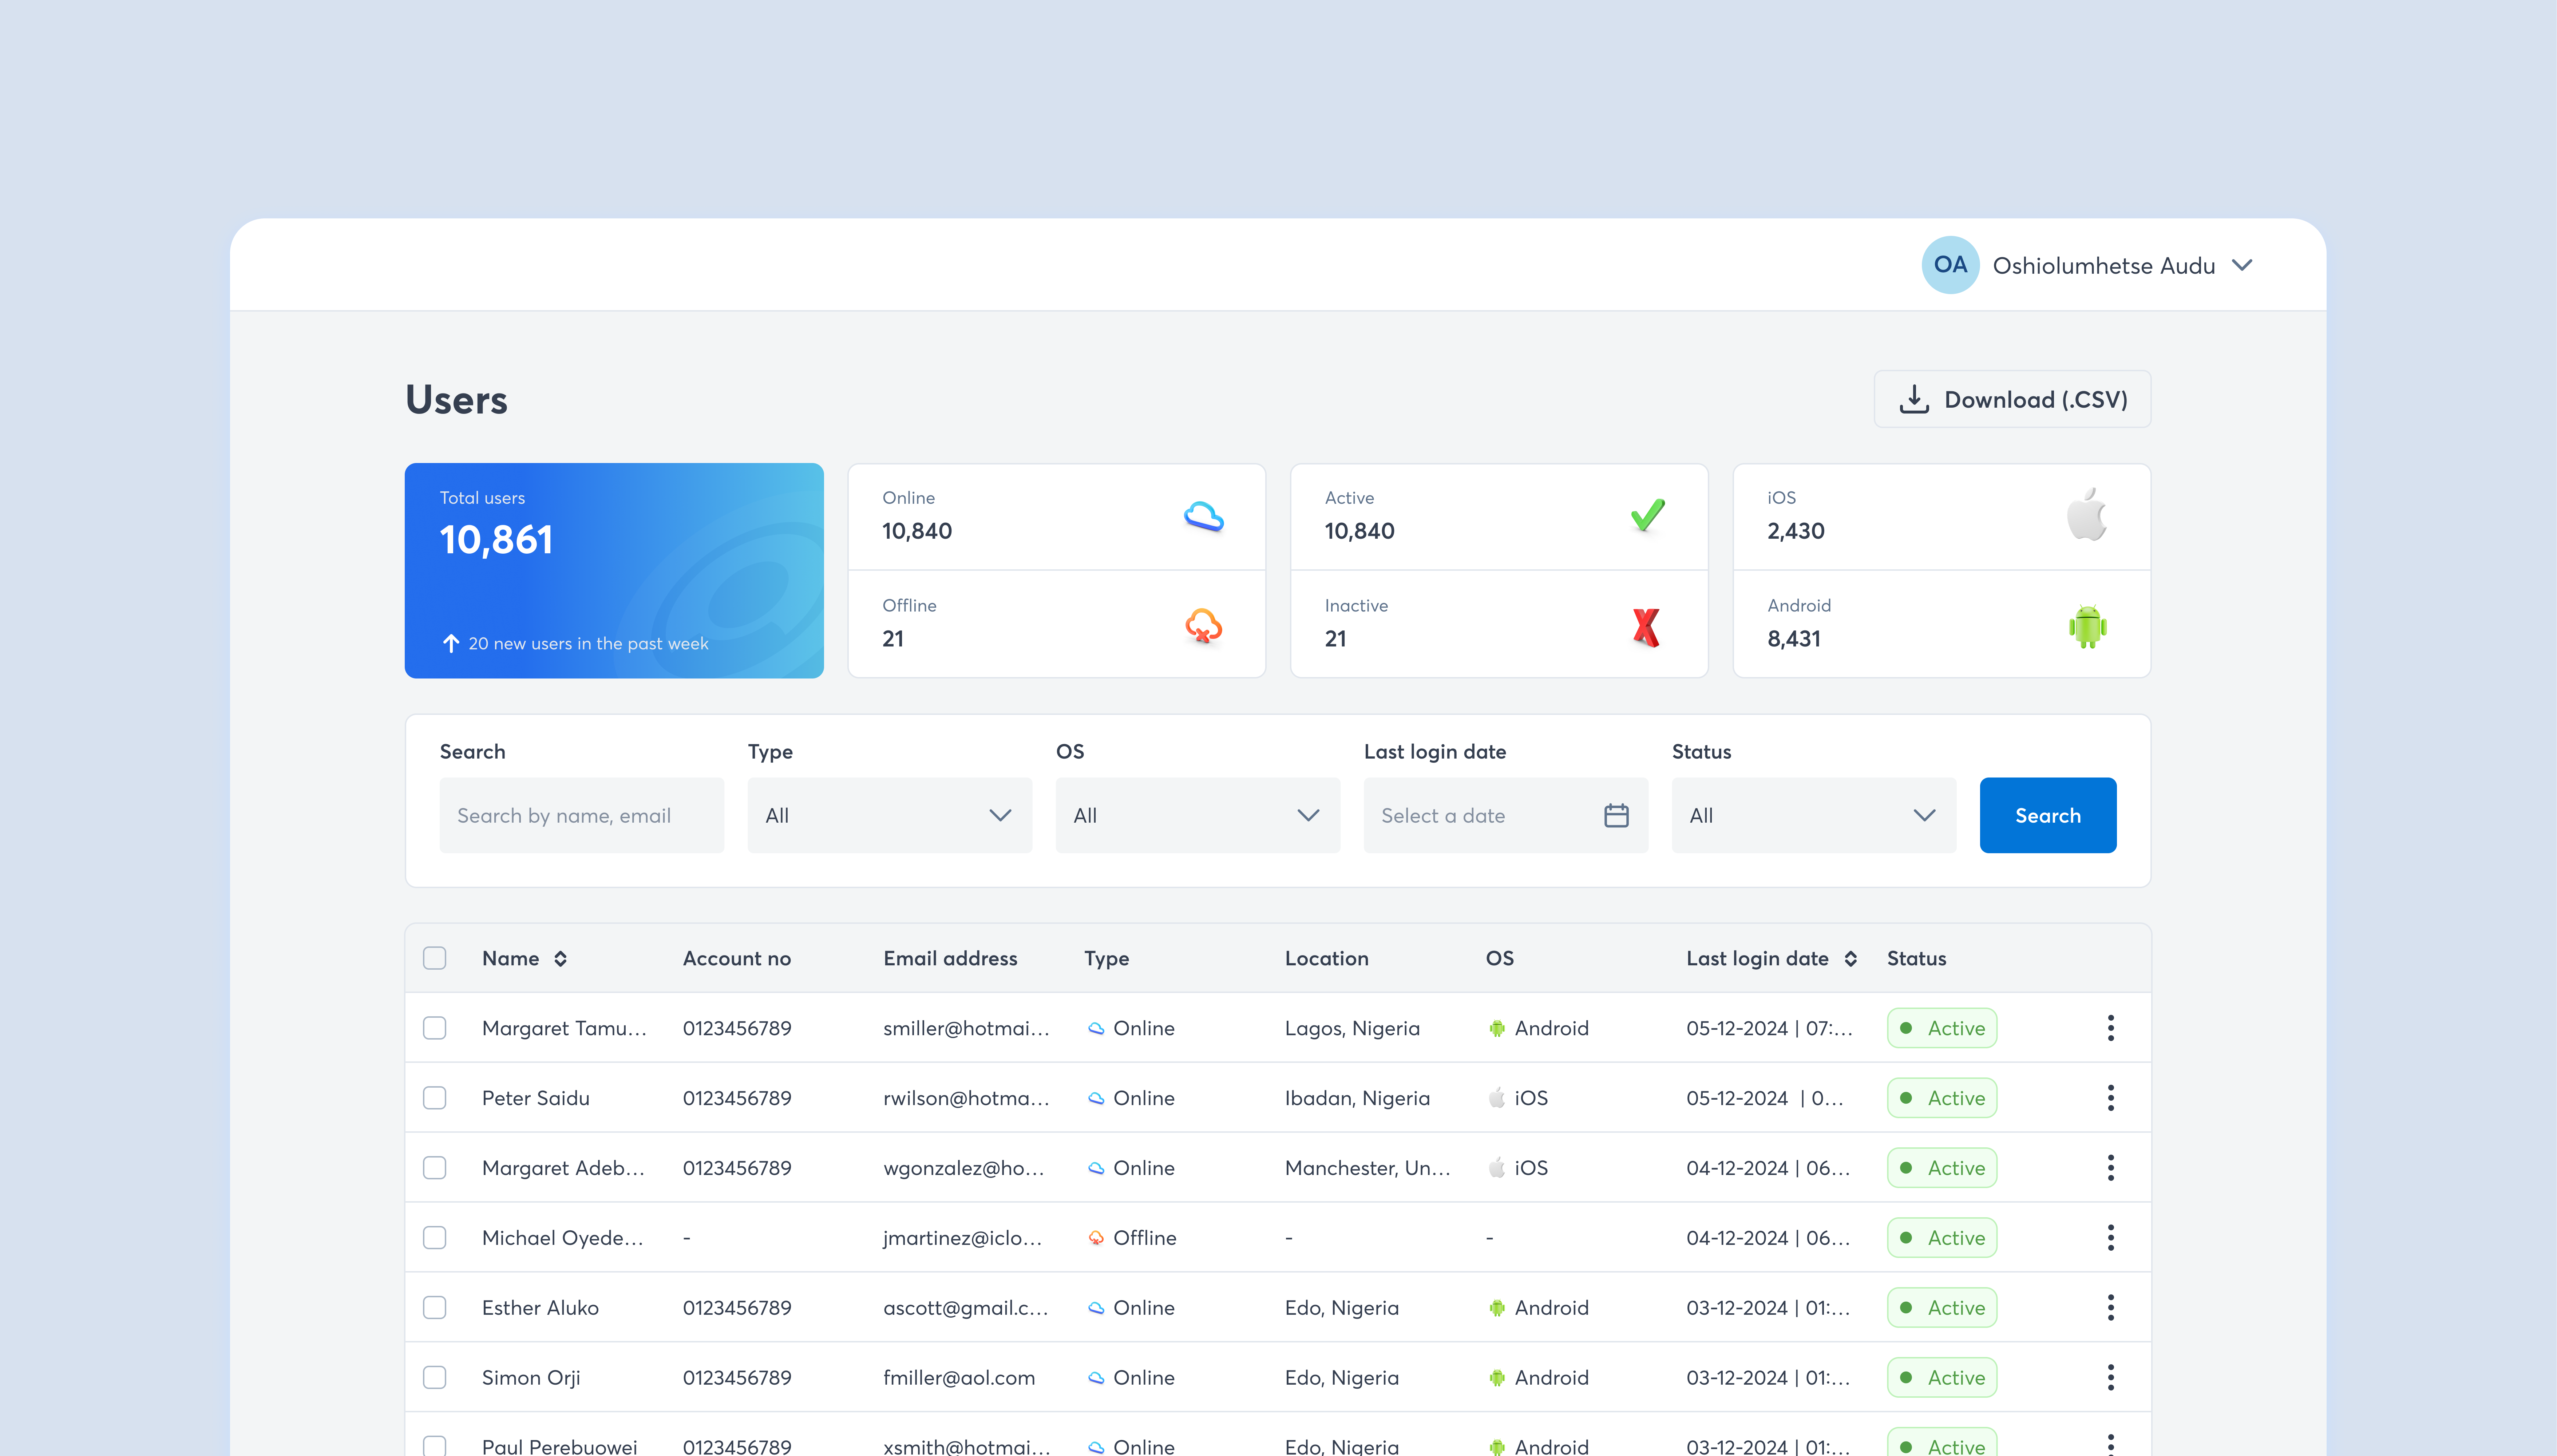 OA Oshiolumhetse Audu
Users
Download (.CSV)
Total users
10,861
20 new users in the past week
Online
10,840
Offline
21
Active
10,840
Inactive
21
iOS
2,430
Android
8,431
Search Type OS Last login date Status
Search by name, email All All Select a date All Search
Name Account no Email address Type Location OS Last login date Status
Margaret Tamu... 0123456789 smiller@hotmai... Online Lagos, Nigeria Android 05-12-2024 | 07:... Active
Peter Saidu 0123456789 rwilson@hotma... Online Ibadan, Nigeria iOS 05-12-2024 | 0... Active
Margaret Adeb... 0123456789 wgonzalez@ho... Online Manchester, Un... iOS 04-12-2024 | 06... Active
Michael Oyede... - jmartinez@iclo... Offline - - 04-12-2024 | 06... Active
Esther Aluko 0123456789 ascott@gmail.c... Online Edo, Nigeria Android 03-12-2024 | 01:... Active
Simon Orji 0123456789 fmiller@aol.com Online Edo, Nigeria Android 03-12-2024 | 01:... Active
Paul Perebuowei 0123456789 xsmith@hotmai... Online Edo, Nigeria Android 03-12-2024 | 01:... Active